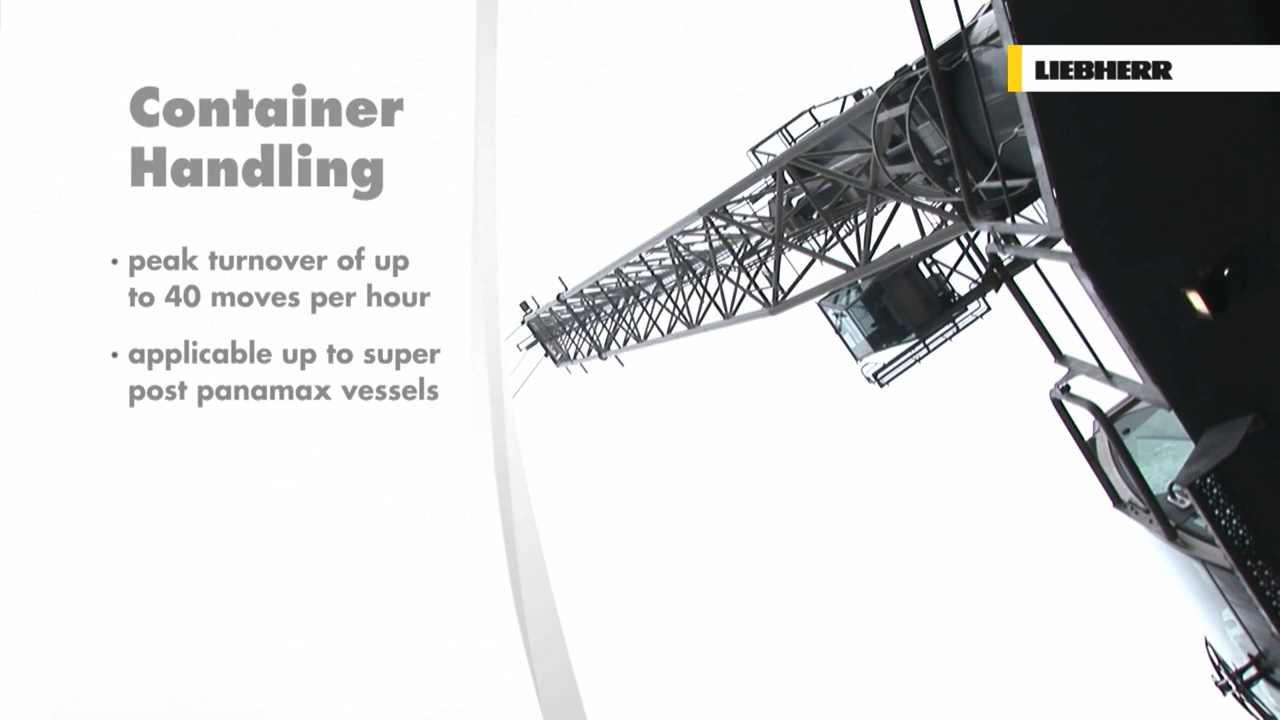 Container
Handling
• peak turnover of up
to 40 moves per hour
• applicable up to super
post panamax vessels
LIEBHERR